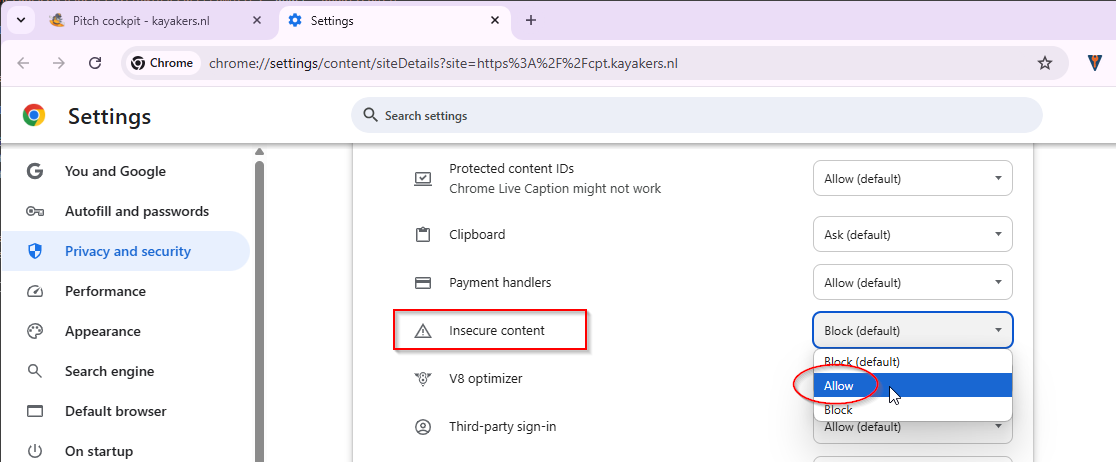 Pitch cockpit - kayakers.nl
Settings
Chrome
chrome://settings/content/siteDetails?site=https%3A%2F%2Fcpt.kayakers.nl
Settings
Search settings
You and Google
Autofill and passwords
Privacy and security
Performance
Appearance
Search engine
Default browser
On startup
Protected content IDs
Chrome Live Caption might not work
Allow (default)
Clipboard
Ask (default)
Payment handlers
Allow (default)
Insecure content
Block (default)
Block (default)
Allow
Block
V8 optimizer
Third-party sign-in
Allow (default)